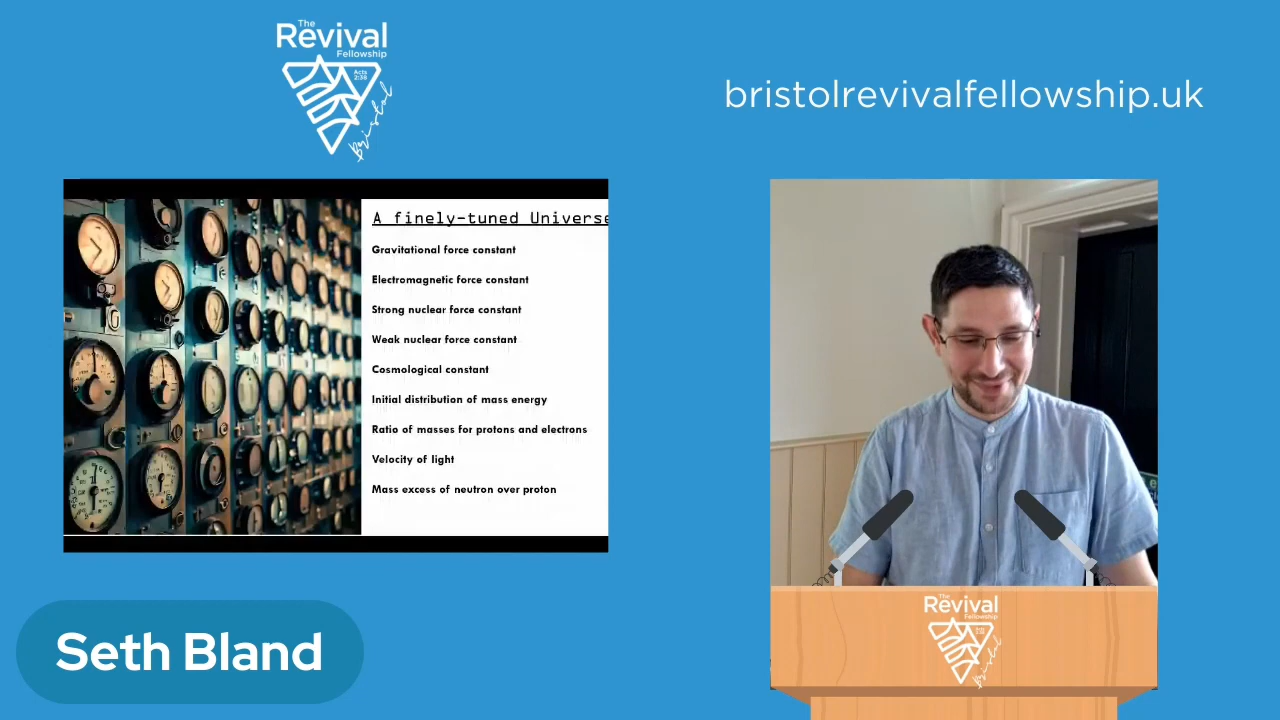 The
Revival
Fellowship
Acts
2:38
Bristol
bristolrevivalfellowship.uk
A finely-tuned Universe
Gravitational force constant
Electromagnetic force constant
Strong nuclear force constant
Weak nuclear force constant
Cosmological constant
Initial distribution of mass energy
Ratio of masses for protons and electrons
Velocity of light
Mass excess of neutron over proton
Seth Bland
The
Revival
Fellowship
Bristol